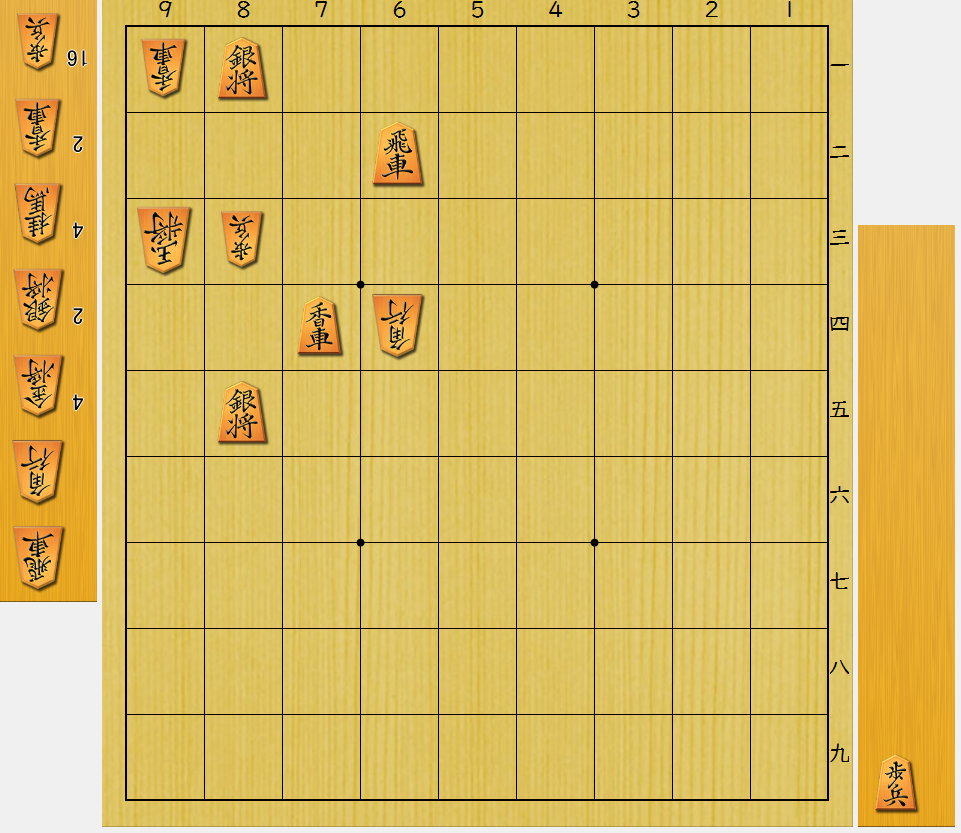 9 8 7 6 5 4 3 2 1
一
二
三
四
五
六
七
八
九
香車 銀将
飛車
玉将 歩兵
香車 角行
銀将
歩兵 16
香車 2
桂馬 4
銀将 2
金将 4
角行
飛車
歩兵